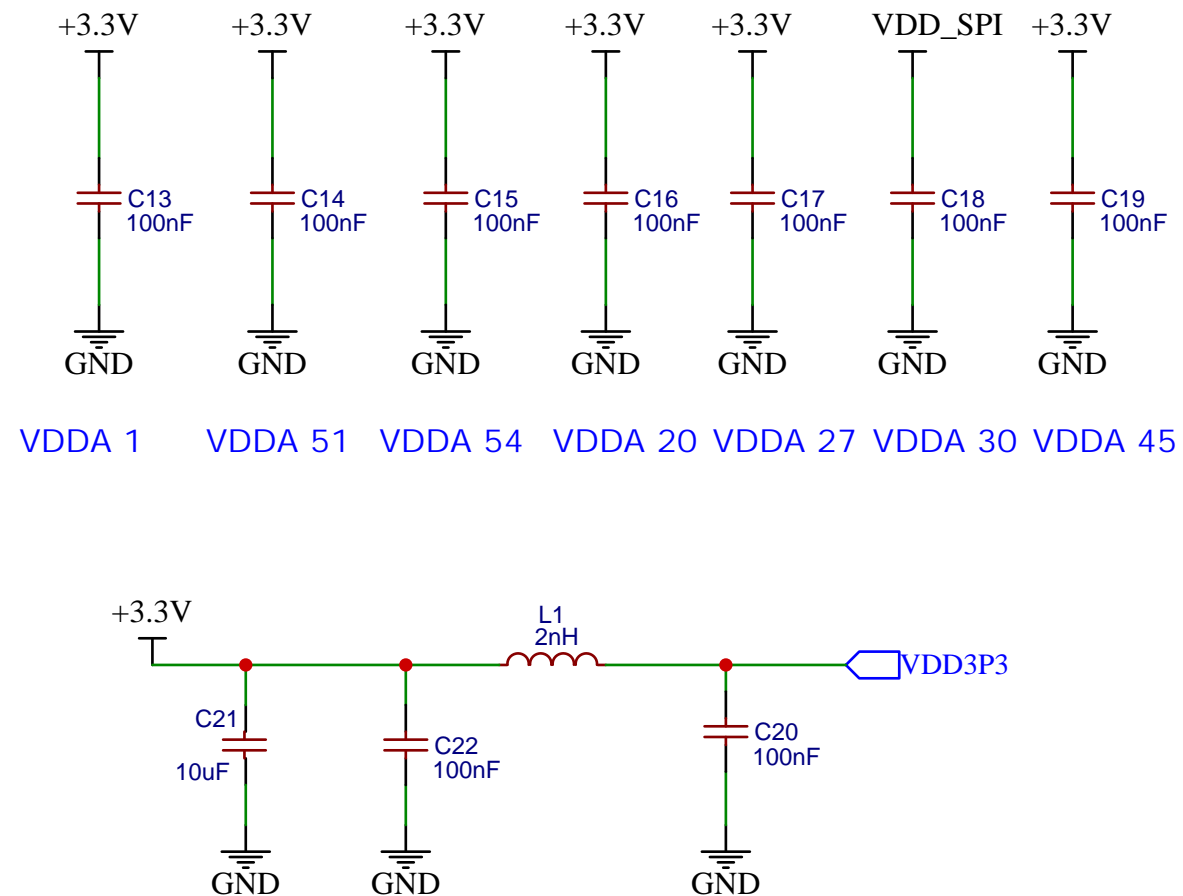 +3.3V +3.3V +3.3V +3.3V +3.3V VDD_SPI +3.3V
C13 C14 C15 C16 C17 C18 C19
100nF 100nF 100nF 100nF 100nF 100nF 100nF
GND GND GND GND GND GND GND
VDDA 1 VDDA 51 VDDA 54 VDDA 20 VDDA 27 VDDA 30 VDDA 45
+3.3V L1
2nH
VDD3P3
C21 C22 C20
10uF 100nF 100nF
GND GND GND